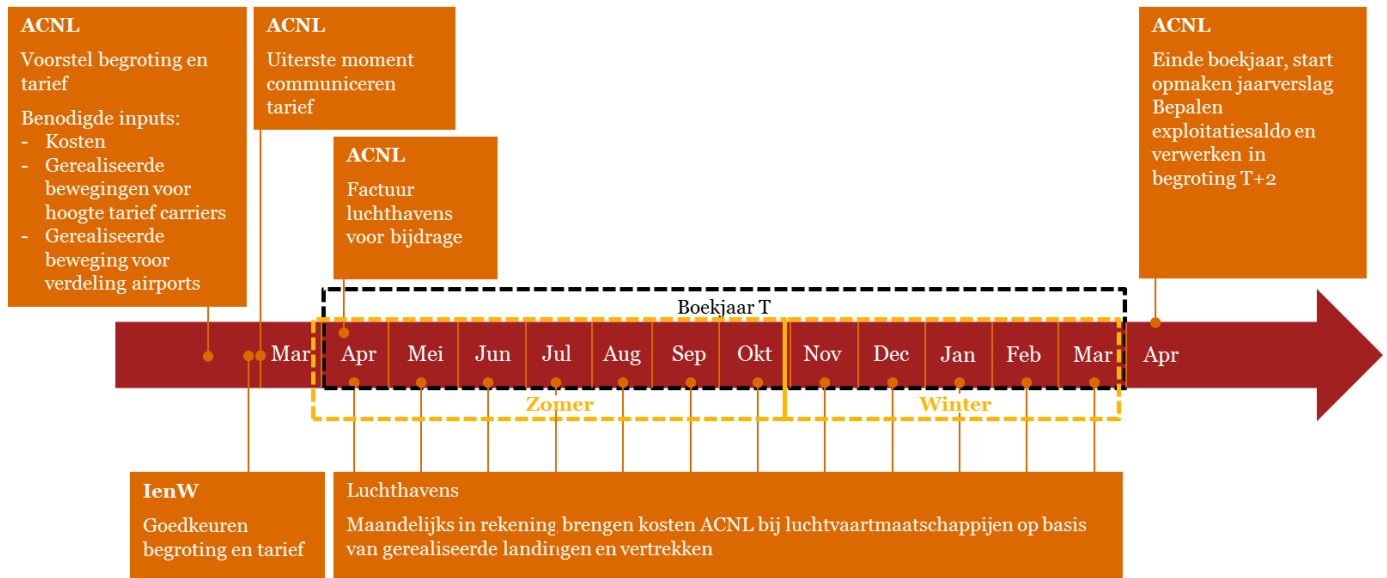 ACNL
Voorstel begroting en
tarief
Benodigde inputs:
- Kosten
- Gerealiseerde
bewegingen voor
hoogte tarief carriers
- Gerealiseerde
beweging voor
verdeling airports
ACNL
Uiterste moment
communiceren
tarief
ACNL
Factuur
luchthavens
voor bijdrage
ACNL
Einde boekjaar, start
opmaken jaarverslag
Bepalen
exploitatiesaldo en
verwerken in
begroting T+2
Boekjaar T
Mar Apr Mei Jun Jul Aug Sep Okt Nov Dec Jan Feb Mar Apr
Zomer Winter
IenW
Goedkeuren
begroting en tarief
Luchthavens
Maandelijks in rekening brengen kosten ACNL bij luchtvaartmaatschappijen op basis
van gerealiseerde landingen en vertrekken